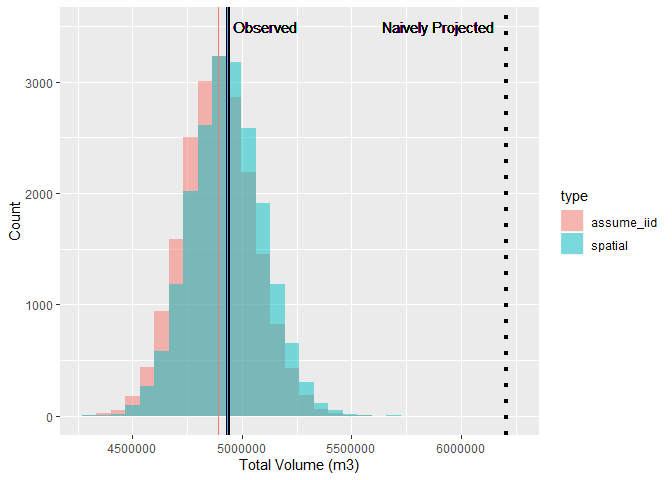 Observed
Naively Projected
3000
2000
1000
0
Count
4500000
5000000
5500000
6000000
Total Volume (m3)
type
assume_iid
spatial